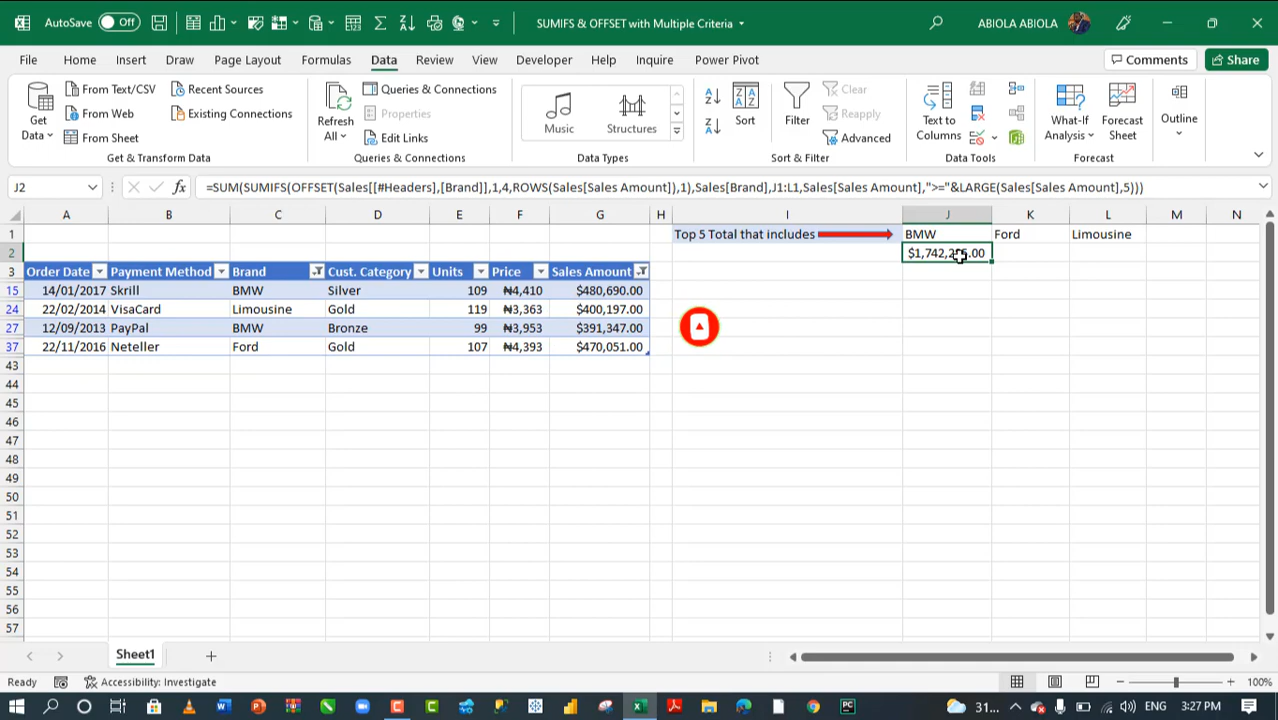 AutoSave Off SUMIFS & OFFSET with Multiple Criteria ABIOLA ABIOLA
File Home Insert Draw Page Layout Formulas Data Review View Developer Help Inquire Power Pivot Comments Share
Get Data From Text/CSV Recent Sources Refresh All Queries & Connections Music Structures Sort Filter Clear Text to Columns What-If Analysis Forecast Sheet Outline
From Web Existing Connections Properties Reapply
From Sheet Edit Links Advanced
Get & Transform Data Queries & Connections Data Types Sort & Filter Data Tools Forecast
J2 fx =SUM(SUMIFS(OFFSET(Sales[[#Headers],[Brand]],1,4,ROWS(Sales[Sales Amount]),1),Sales[Brand],J1:L1,Sales[Sales Amount],">="&LARGE(Sales[Sales Amount],5)))
A B C D E F G H I J K L M N
1 Top 5 Total that includes BMW Ford Limousine
2 .00
3 Order Date Payment Method Brand Cust. Category Units Price Sales Amount
15 14/01/2017 Skrill BMW Silver 109 ₦4,410 $480,690.00
24 22/02/2014 VisaCard Limousine Gold 119 ₦3,363 $400,197.00
27 12/09/2013 PayPal BMW Bronze 99 ₦3,953 $391,347.00
37 22/11/2016 Neteller Ford Gold 107 ₦4,393 $470,051.00
43
44
45
46
47
48
49
50
51
52
53
54
55
56
57
Sheet1
Ready Accessibility: Investigate 100%
31... ENG 3:27 PM